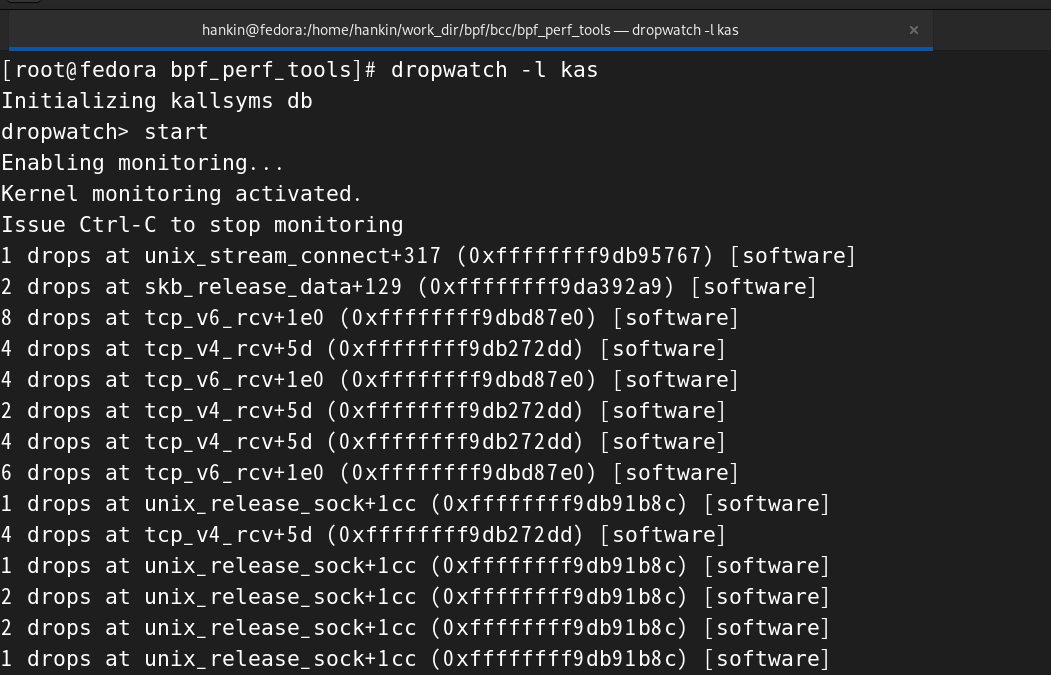 hankin@fedora:/home/hankin/work_dir/bpf/bcc/bpf_perf_tools — dropwatch -l kas ×
[root@fedora bpf_perf_tools]# dropwatch -l kas
Initializing kallsyms db
dropwatch> start
Enabling monitoring...
Kernel monitoring activated.
Issue Ctrl-C to stop monitoring
1 drops at unix_stream_connect+317 (0xffffffff9db95767) [software]
2 drops at skb_release_data+129 (0xffffffff9da392a9) [software]
8 drops at tcp_v6_rcv+1e0 (0xffffffff9dbd87e0) [software]
4 drops at tcp_v4_rcv+5d (0xffffffff9db272dd) [software]
4 drops at tcp_v6_rcv+1e0 (0xffffffff9dbd87e0) [software]
2 drops at tcp_v4_rcv+5d (0xffffffff9db272dd) [software]
4 drops at tcp_v4_rcv+5d (0xffffffff9db272dd) [software]
6 drops at tcp_v6_rcv+1e0 (0xffffffff9dbd87e0) [software]
1 drops at unix_release_sock+1cc (0xffffffff9db91b8c) [software]
4 drops at tcp_v4_rcv+5d (0xffffffff9db272dd) [software]
1 drops at unix_release_sock+1cc (0xffffffff9db91b8c) [software]
2 drops at unix_release_sock+1cc (0xffffffff9db91b8c) [software]
2 drops at unix_release_sock+1cc (0xffffffff9db91b8c) [software]
1 drops at unix_release_sock+1cc (0xffffffff9db91b8c) [software]